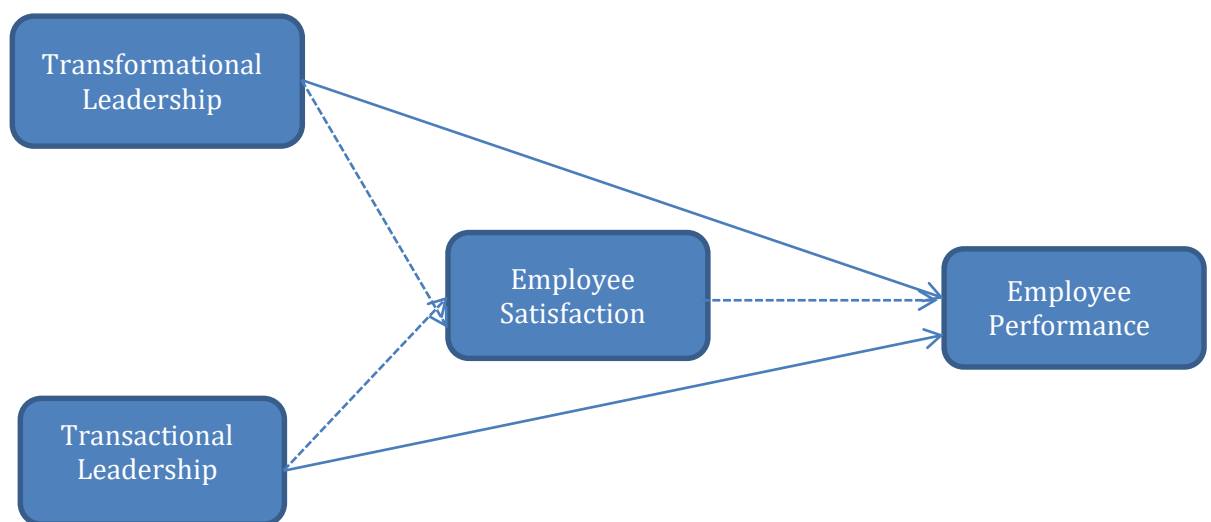 Transformational
Leadership
Employee
Satisfaction
Employee
Performance
Transactional
Leadership